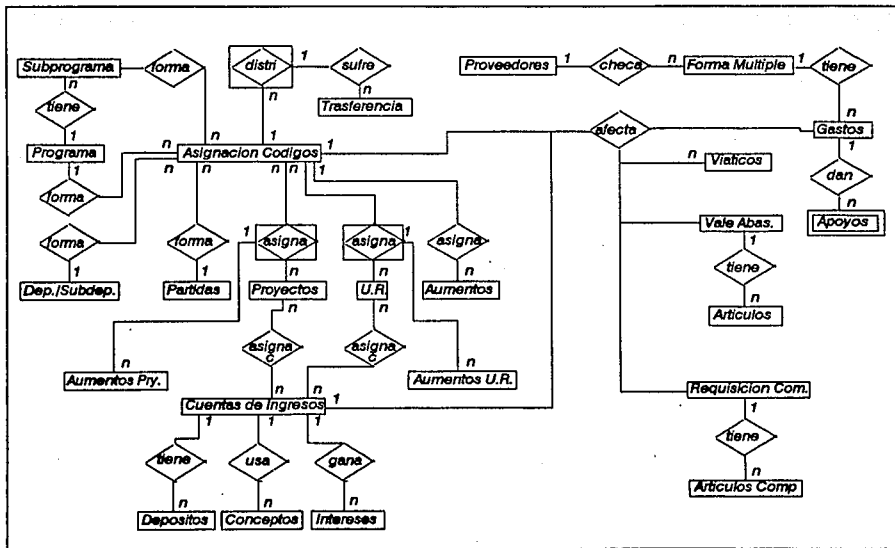 Subprograma
forma
distri
1
sufre
Proveedores
1
checa
n
Forma Multiple
1
tiene
n
n
n
n
Trasferencia
tiene
afecta
n
1
n
1
1
Gastos
Programa
n
Asignacion Codigos
1
1
1
n
n
n
n
n
1
n
Viaticos
dan
forma
n
forma
forma
1
asigna
asigna
1
asigna
Vale Abas.
Apoyos
1
1
n
n
n
1
Dep./Subdep.
Partidas
Proyectos
U.R.
Aumentos
tiene
n
n
n
Articulos
asigna
c
asigna
c
n
n
Aumentos Pry.
Aumentos U.R.
n
n
n
Requisicion Com.
Cuentas de Ingresos
1
1
1
1
1
tiene
tiene
usa
gana
n
n
n
n
Articulos Comp
Depositos
Conceptos
Intereses